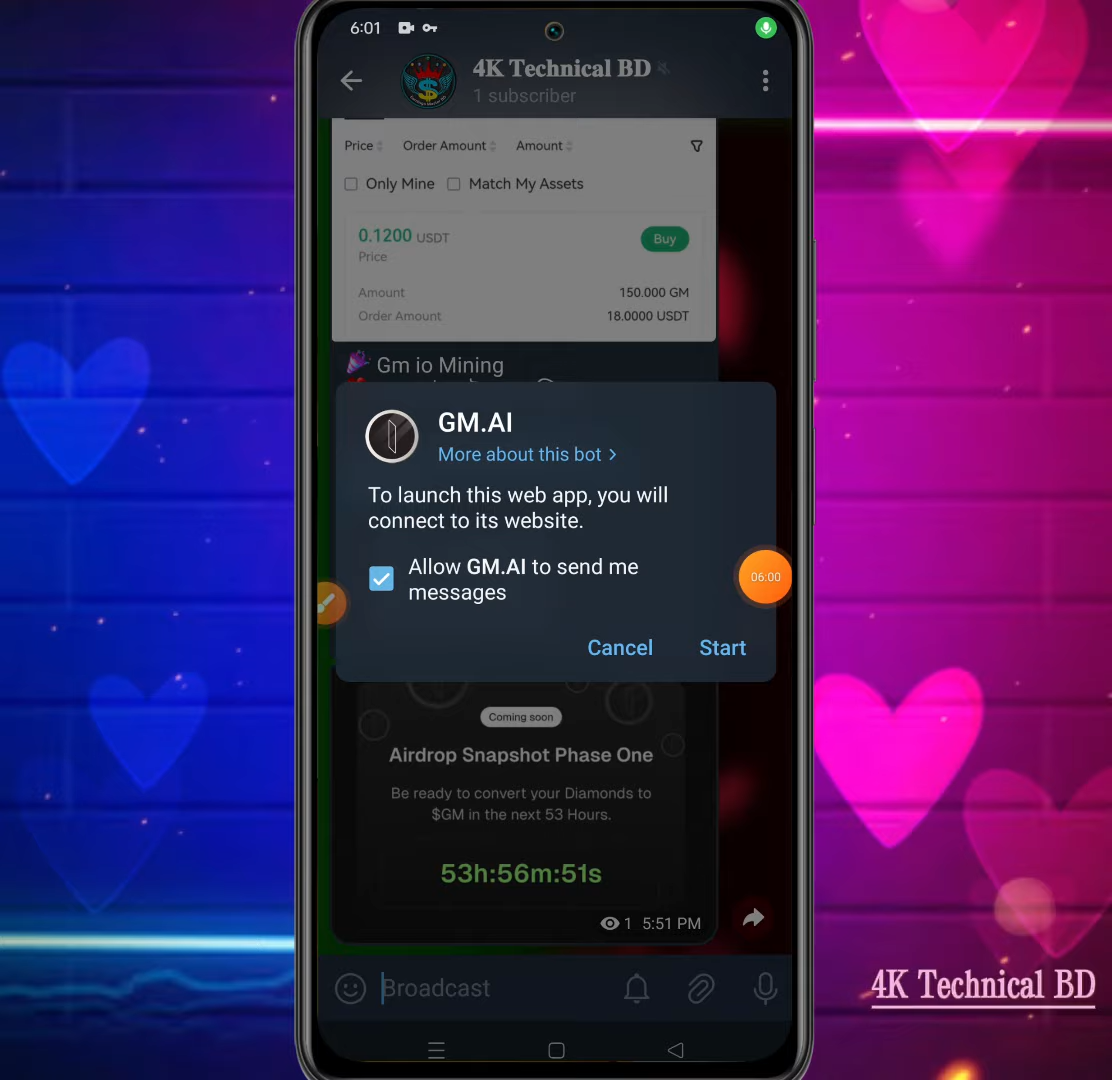 6:01
4K Technical BD
1 subscriber
Price Order Amount Amount
Only Mine Match My Assets
0.1200 USDT
Buy
Price
Amount 150.000 GM
Order Amount 18.0000 USDT
Gm io Mining
GM.AI
More about this bot >
To launch this web app, you will
connect to its website.
Allow GM.AI to send me
messages
06:00
Cancel Start
Coming soon
Airdrop Snapshot Phase One
Be ready to convert your Diamonds to
$GM in the next 53 Hours.
53h:56m:51s
1 5:51 PM
Broadcast
4K Technical BD